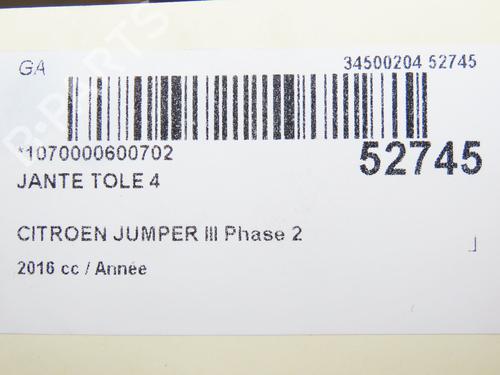 GA
34500204 52745
*1070000600702
52745
JANTE TOLE 4
CITROEN JUMPER III Phase 2
2016 cc / Année